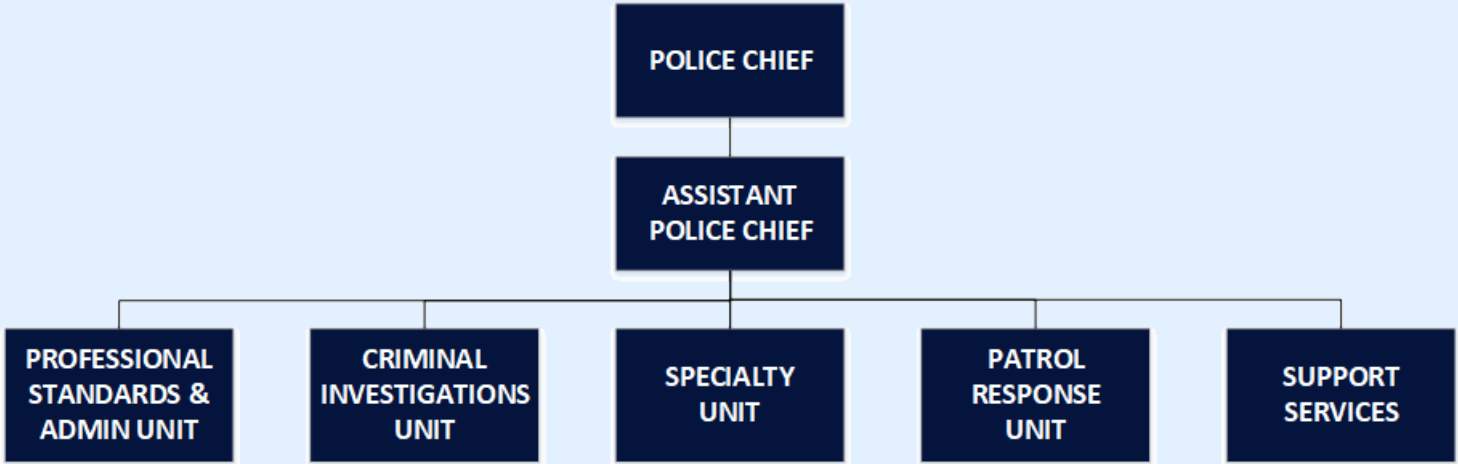 POLICE CHIEF
ASSISTANT
POLICE CHIEF
PROFESSIONAL
STANDARDS &
ADMIN UNIT
CRIMINAL
INVESTIGATIONS
UNIT
SPECIALTY
UNIT
PATROL
RESPONSE
UNIT
SUPPORT
SERVICES